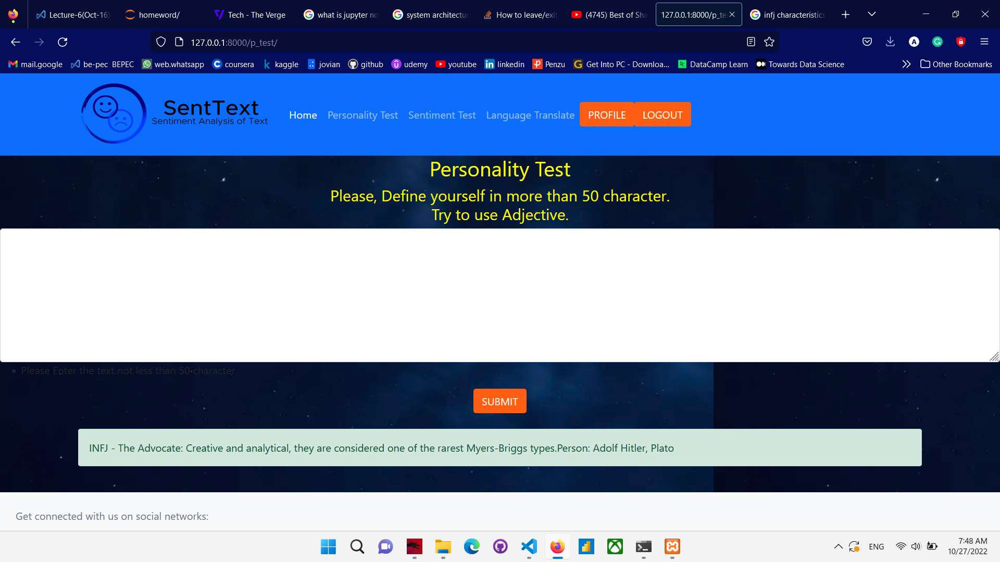 Lecture-6(Oct-16)
homeword/
Tech - The Verge
what is jupyter no
system architectur
How to leave/exit
(4745) Best of Sha
127.0.0.1:8000/p_te
infj characteristics
127.0.0.1:8000/p_test/
mail.google
be-pec BEPEC
web.whatsapp
coursera
kaggle
jovian
github
udemy
youtube
linkedin
Penzu
Get Into PC - Downloa...
DataCamp Learn
Towards Data Science
Other Bookmarks
SentText
Sentiment Analysis of Text
Home
Personality Test
Sentiment Test
Language Translate
PROFILE
LOGOUT
Personality Test
Please, Define yourself in more than 50 character.
Try to use Adjective.
• Please Enter the text not less than 50 character.
SUBMIT
INFJ - The Advocate: Creative and analytical, they are considered one of the rarest Myers-Briggs types.Person: Adolf Hitler, Plato
Get connected with us on social networks:
ENG
7:48 AM
10/27/2022